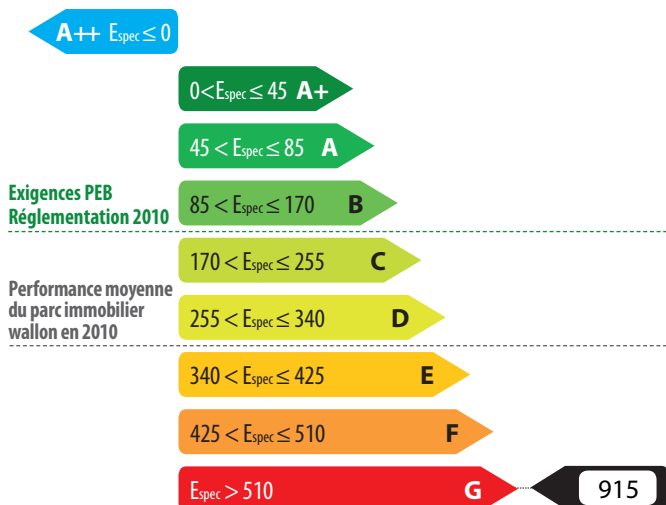 A++ Espec ≤ 0
0<Espec ≤ 45 A+
45 < Espec ≤ 85 A
Exigences PEB
Réglementation 2010
85 < Espec ≤ 170 B
170 < Espec ≤ 255 C
Performance moyenne
du parc immobilier
wallon en 2010
255 < Espec ≤ 340 D
340 < Espec ≤ 425 E
425 < Espec ≤ 510 F
Espec > 510 G
915